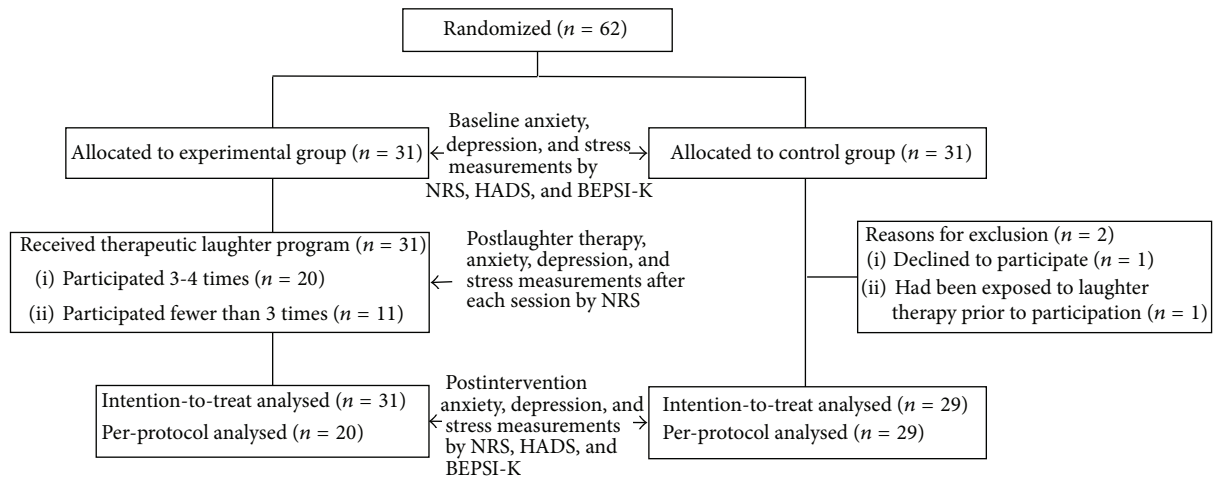 Randomized (n = 62)
Baseline anxiety,
depression, and stress
measurements by
NRS, HADS, and BEPSI-K
Allocated to experimental group (n = 31)
Allocated to control group (n = 31)
Received therapeutic laughter program (n = 31)
(i) Participated 3-4 times (n = 20)
(ii) Participated fewer than 3 times (n = 11)
Postlaughter therapy,
anxiety, depression, and
stress measurements after
each session by NRS
Reasons for exclusion (n = 2)
(i) Declined to participate (n = 1)
(ii) Had been exposed to laughter
therapy prior to participation (n = 1)
Intention-to-treat analysed (n = 31)
Per-protocol analysed (n = 20)
Postintervention
anxiety, depression, and
stress measurements
by NRS, HADS, and
BEPSI-K
Intention-to-treat analysed (n = 29)
Per-protocol analysed (n = 29)